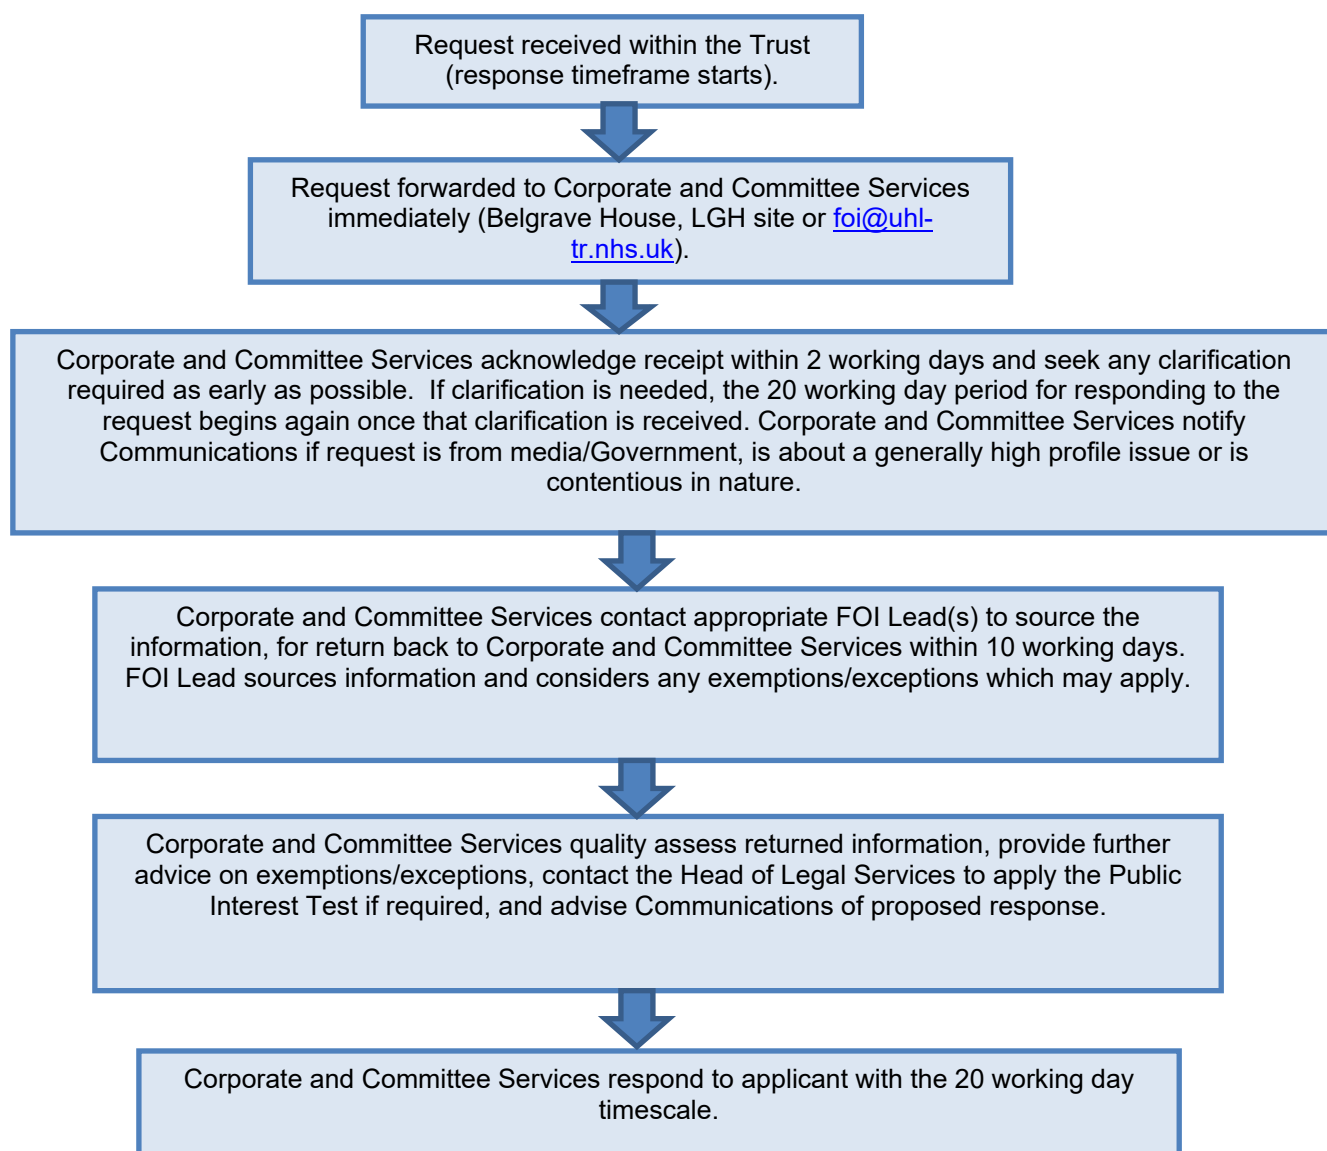 Request received within the Trust
(response timeframe starts).
Request forwarded to Corporate and Committee Services
immediately (Belgrave House, LGH site or foi@uhl-
tr.nhs.uk).
Corporate and Committee Services acknowledge receipt within 2 working days and seek any clarification
required as early as possible.  If clarification is needed, the 20 working day period for responding to the
request begins again once that clarification is received. Corporate and Committee Services notify
Communications if request is from media/Government, is about a generally high profile issue or is
contentious in nature.
Corporate and Committee Services contact appropriate FOI Lead(s) to source the
information, for return back to Corporate and Committee Services within 10 working days.
FOI Lead sources information and considers any exemptions/exceptions which may apply.
Corporate and Committee Services quality assess returned information, provide further
advice on exemptions/exceptions, contact the Head of Legal Services to apply the Public
Interest Test if required, and advise Communications of proposed response.
Corporate and Committee Services respond to applicant with the 20 working day
timescale.